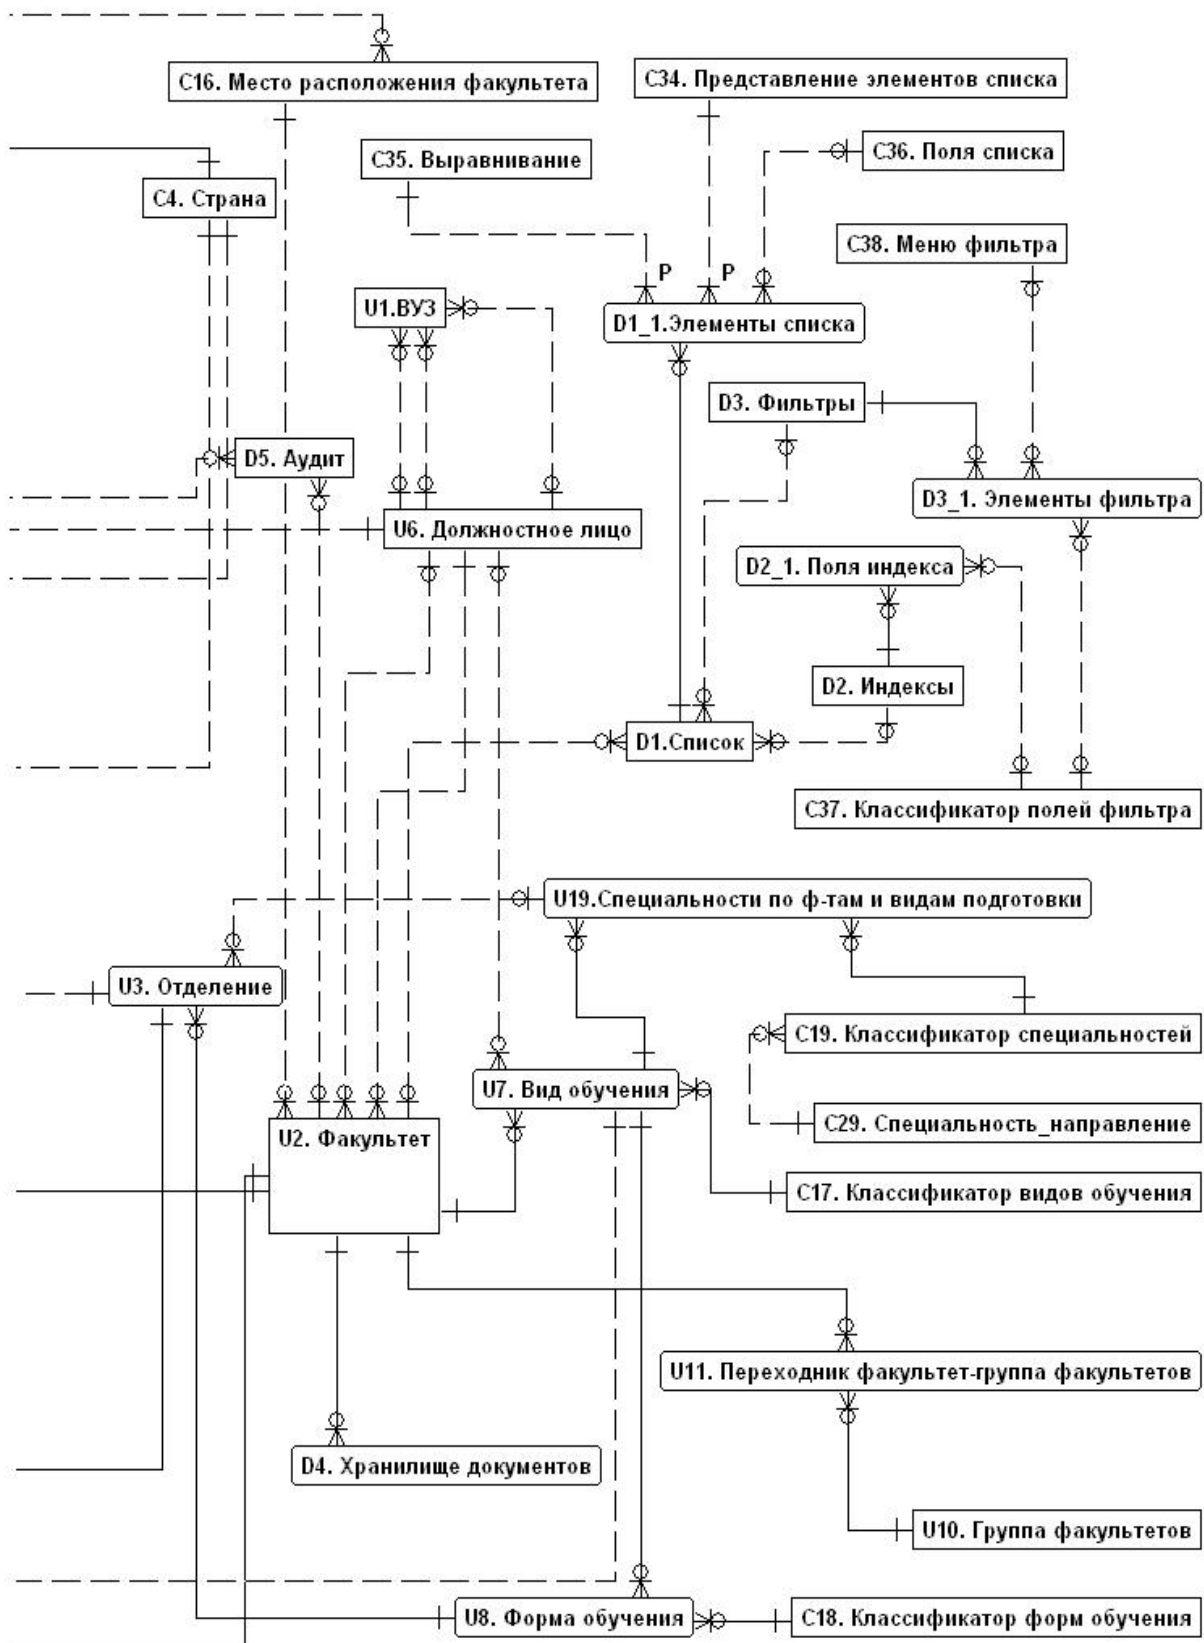 C16. Место расположения факультета
C34. Представление элементов списка
C35. Выравнивание
C36. Поля списка
C4. Страна
C38. Меню фильтра
P
P
U1.ВУЗ
D1_1.Элементы списка
D3. Фильтры
D5. Аудит
D3_1. Элементы фильтра
U6. Должностное лицо
D2_1. Поля индекса
D2. Индексы
D1.Список
C37. Классификатор полей фильтра
U19.Специальности по ф-там и видам подготовки
U3. Отделение
C19. Классификатор специальностей
U7. Вид обучения
C29. Специальность_направление
U2. Факультет
C17. Классификатор видов обучения
U11. Переходник факультет-группа факультетов
D4. Хранилище документов
U10. Группа факультетов
U8. Форма обучения
C18. Классификатор форм обучения